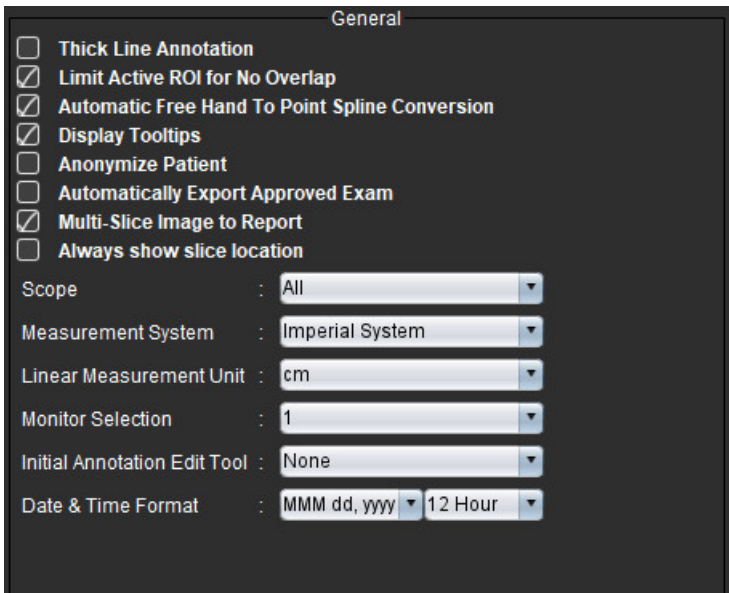 General
Thick Line Annotation
Limit Active ROI for No Overlap
Automatic Free Hand To Point Spline Conversion
Display Tooltips
Anonymize Patient
Automatically Export Approved Exam
Multi-Slice Image to Report
Always show slice location
Scope : All
Measurement System : Imperial System
Linear Measurement Unit : cm
Monitor Selection : 1
Initial Annotation Edit Tool : None
Date & Time Format : MMM dd, yyyy 12 Hour